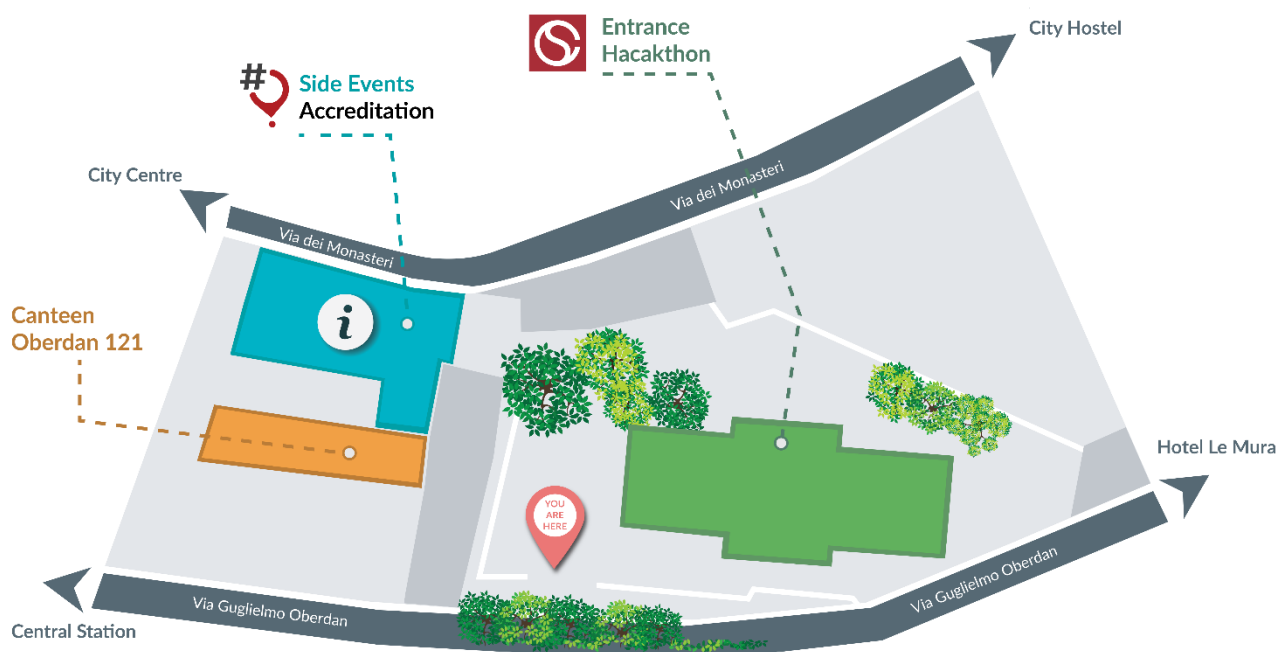 Entrance
Hacakthon
City Hostel
#
Side Events
Accreditation
City Centre
Via dei Monasteri
Via dei Monasteri
i
Canteen
Oberdan 121
Hotel Le Mura
YOU
ARE
HERE
Via Guglielmo Oberdan
Via Guglielmo Oberdan
Central Station